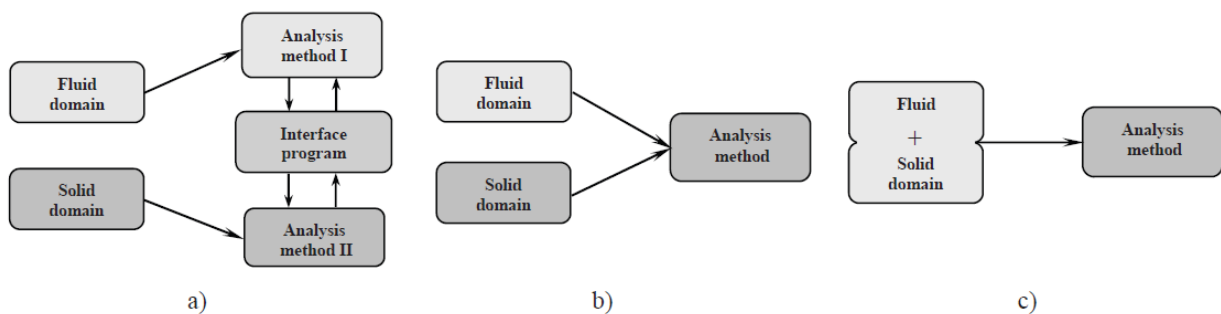 Analysis
method I
Fluid
domain
Interface
program
Solid
domain
Analysis
method II
a)
Fluid
domain
Analysis
method
Solid
domain
b)
Fluid
+
Solid
domain
Analysis
method
c)